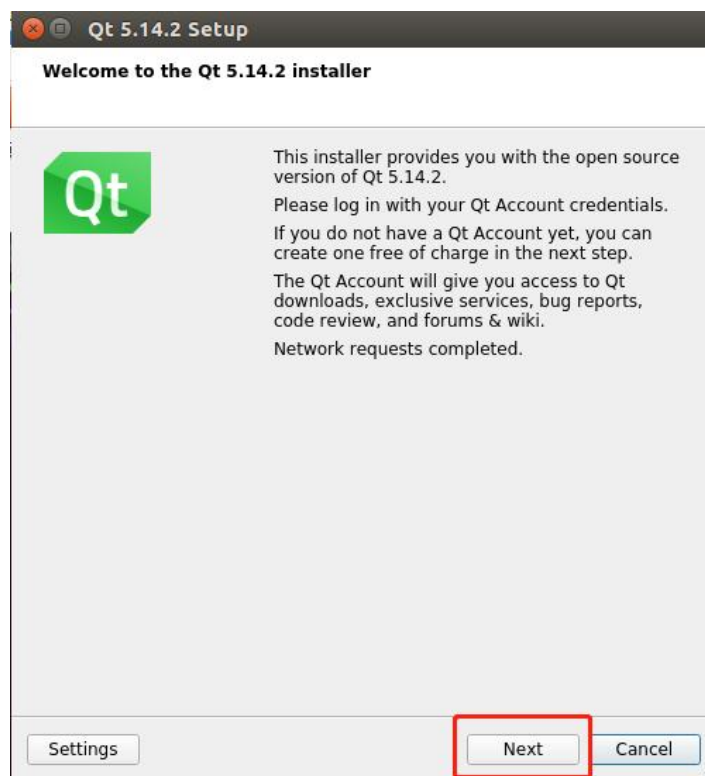 Qt 5.14.2 Setup
Welcome to the Qt 5.14.2 installer
Qt
This installer provides you with the open source
version of Qt 5.14.2.
Please log in with your Qt Account credentials.
If you do not have a Qt Account yet, you can
create one free of charge in the next step.
The Qt Account will give you access to Qt
downloads, exclusive services, bug reports,
code review, and forums & wiki.
Network requests completed.
Settings
Next
Cancel